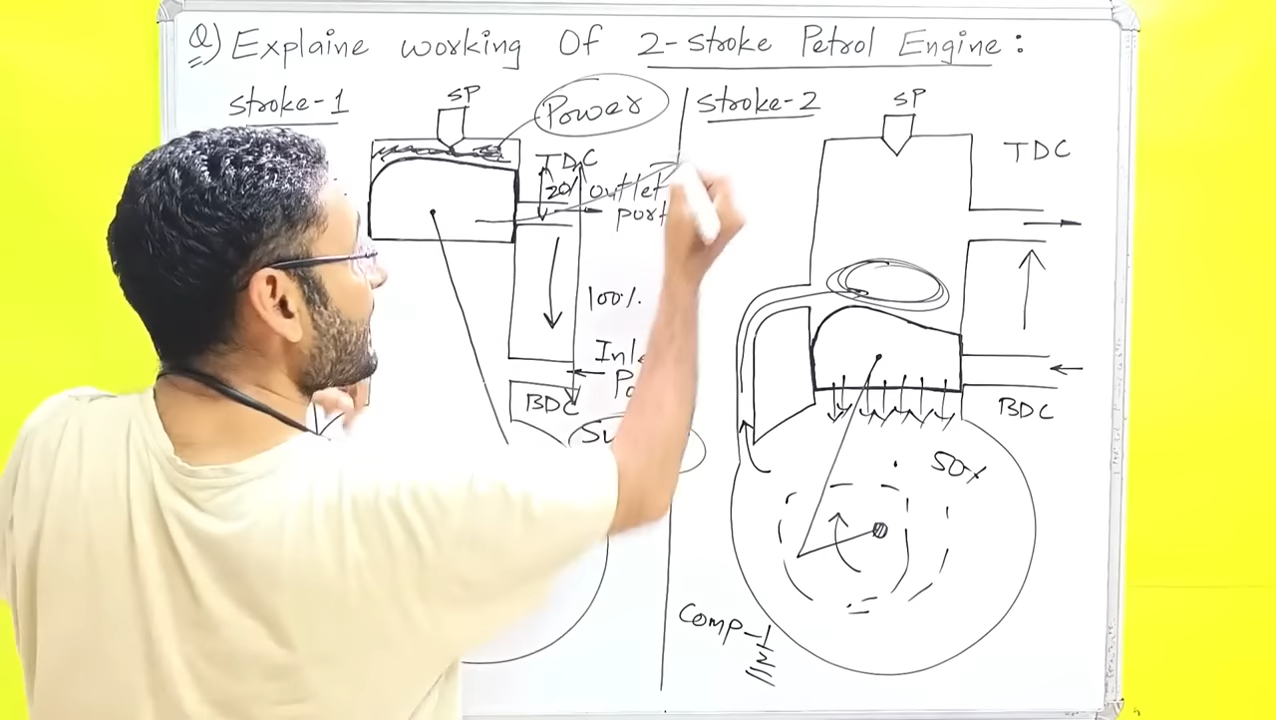 Q) Explaine working Of 2-stroke Petrol Engine :
stroke-1
SP
Power
TDC
20%
outlet
port
100%
BDC
stroke-2
SP
TDC
BDC
50%
Comp-1/2